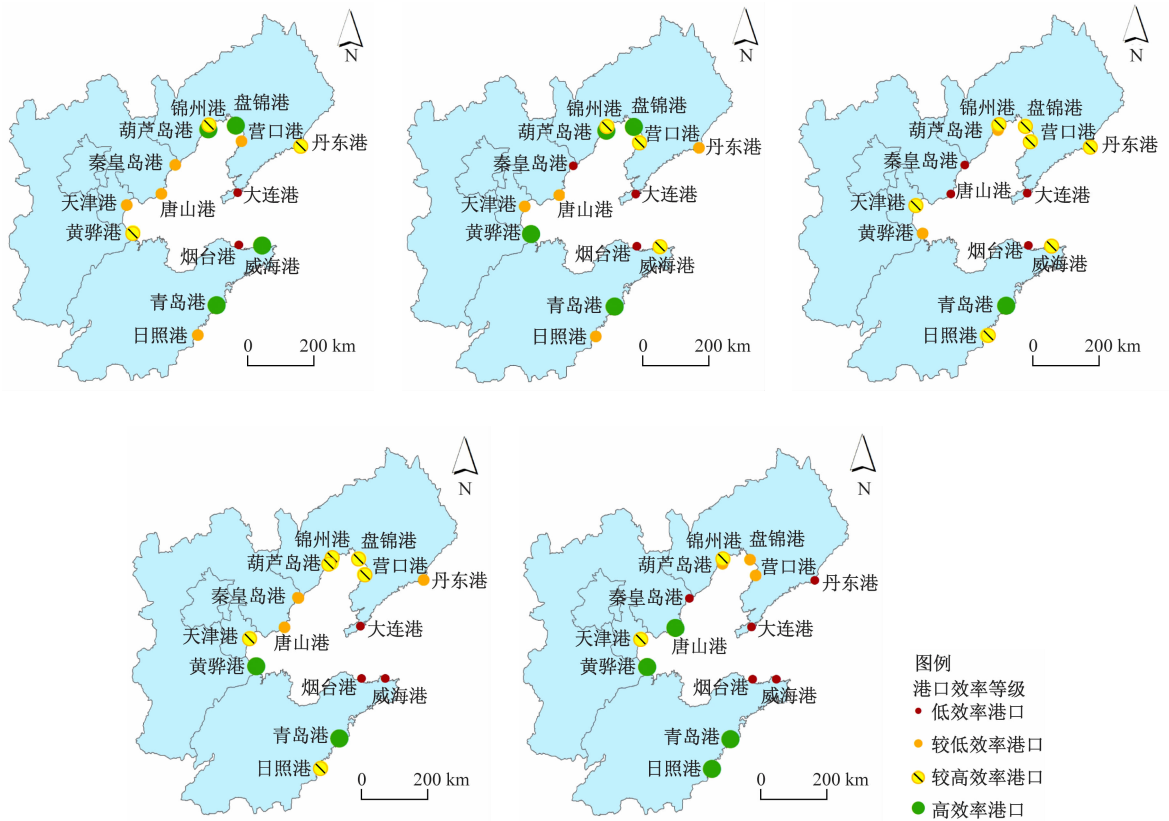 N
锦州港
盘锦港
葫芦岛港
营口港
丹东港
秦皇岛港
大连港
天津港
唐山港
黄骅港
烟台港
威海港
青岛港
日照港
0
200 km
N
锦州港
盘锦港
葫芦岛港
营口港
丹东港
秦皇岛港
大连港
天津港
唐山港
黄骅港
烟台港
威海港
青岛港
日照港
0
200 km
N
锦州港
盘锦港
葫芦岛港
营口港
丹东港
秦皇岛港
大连港
唐山港
天津港
黄骅港
烟台港
威海港
青岛港
日照港
0
200 km
N
锦州港
盘锦港
葫芦岛港
营口港
丹东港
秦皇岛港
大连港
天津港
唐山港
黄骅港
烟台港
威海港
青岛港
日照港
0
200 km
N
锦州港
盘锦港
葫芦岛港
营口港
丹东港
秦皇岛港
大连港
天津港
唐山港
黄骅港
烟台港
威海港
青岛港
日照港
0
200 km
图例
港口效率等级
低效率港口
较低效率港口
较高效率港口
高效率港口